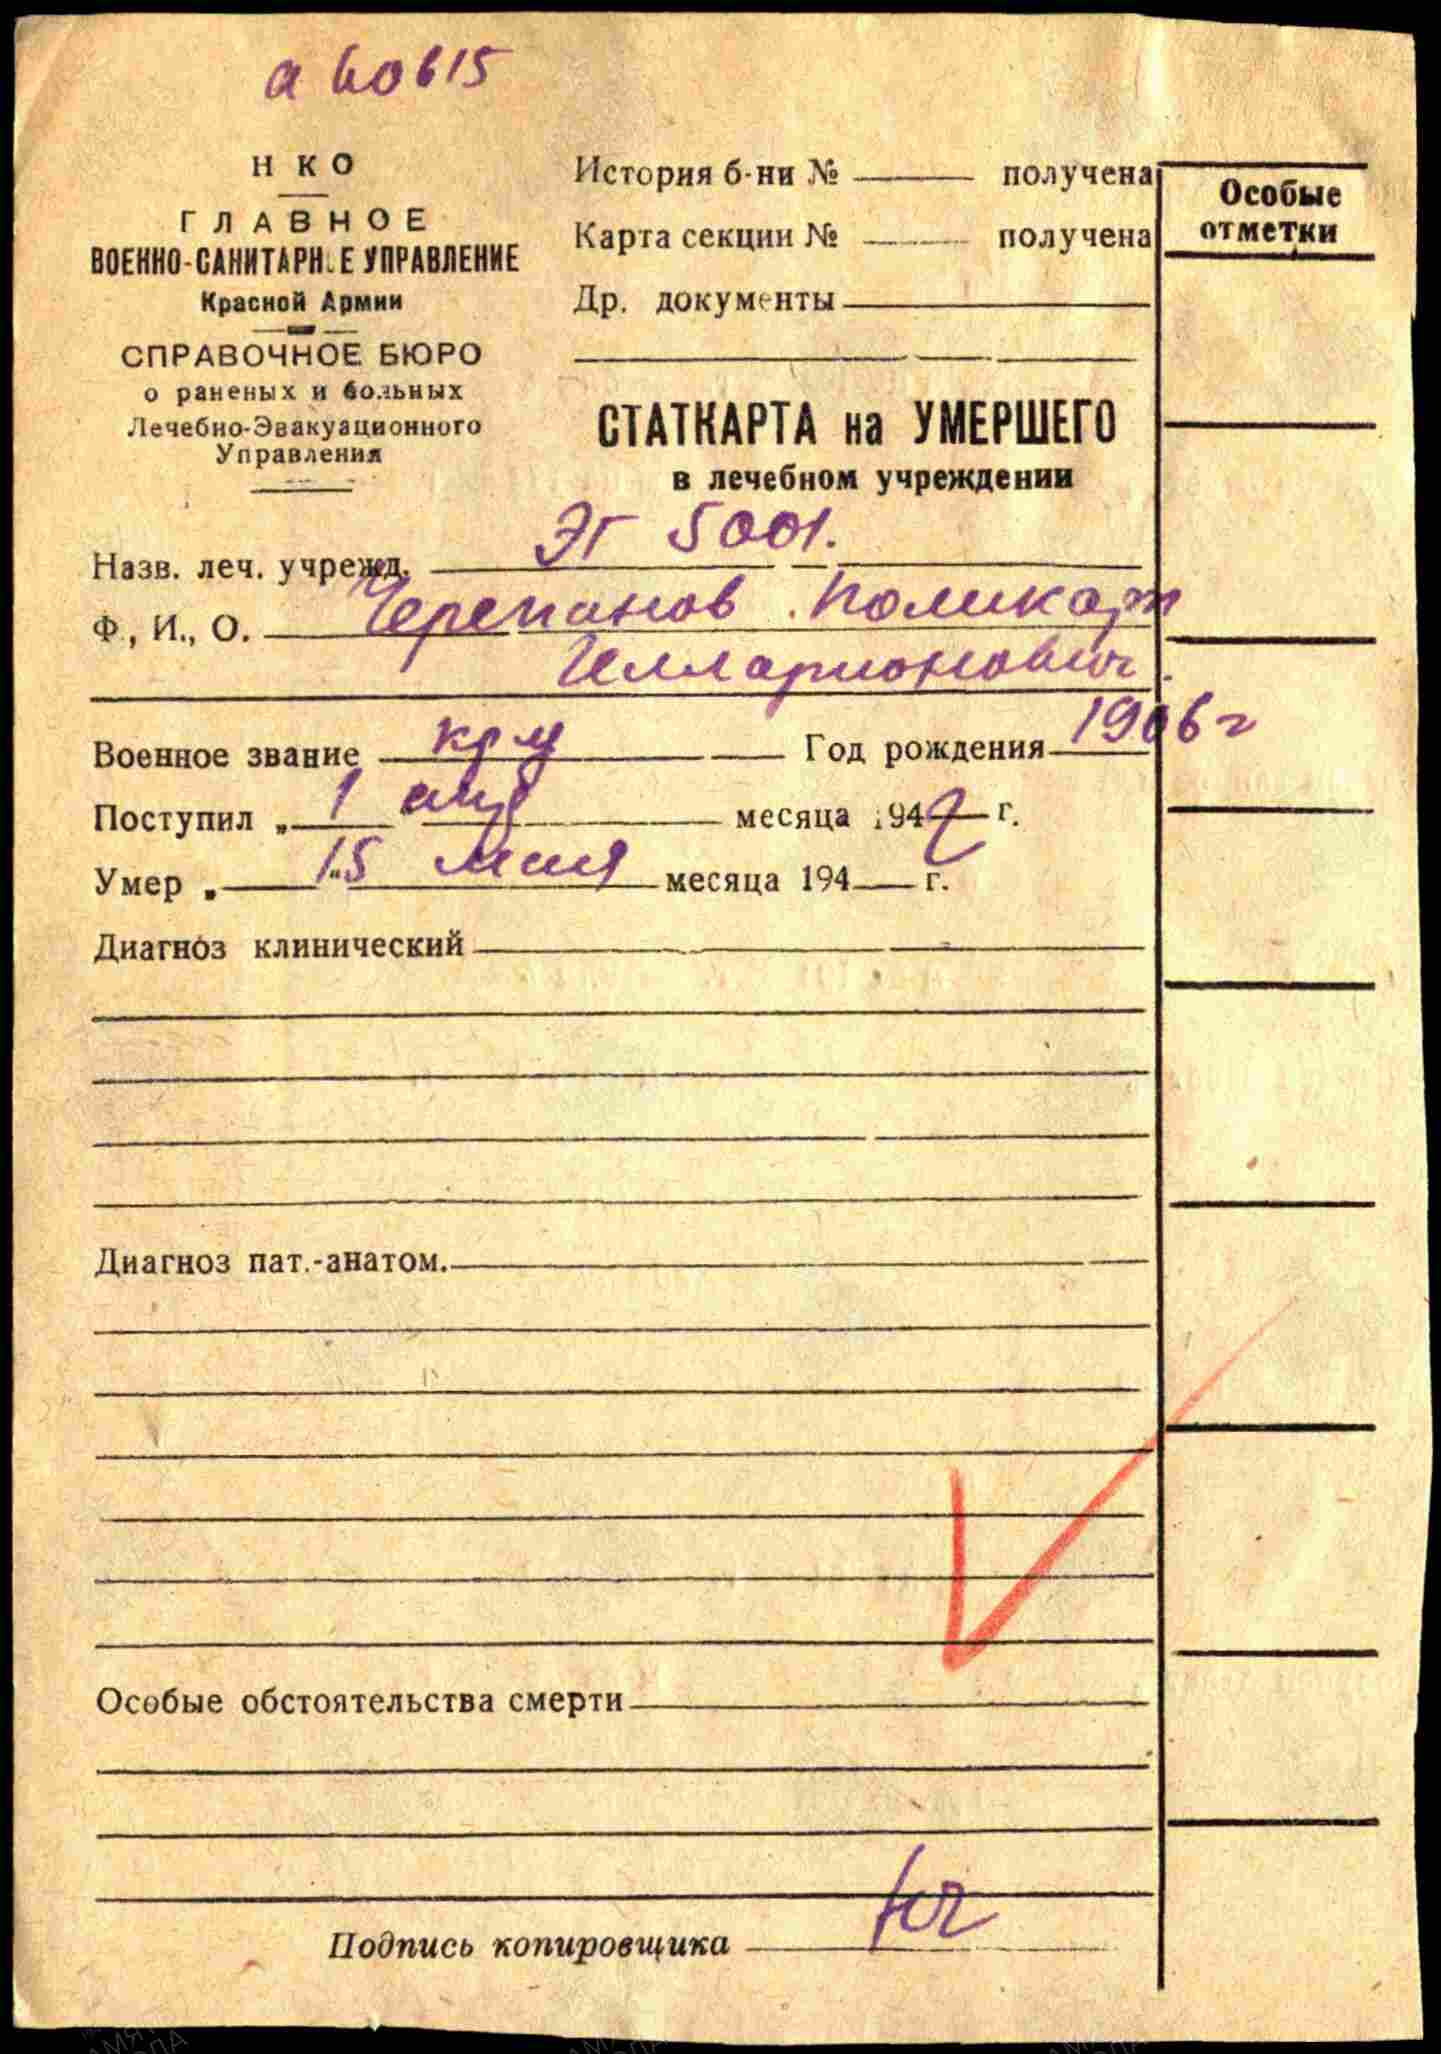 а 60615
НКО
ГЛАВНОЕ
ВОЕННО-САНИТАРНОЕ УПРАВЛЕНИЕ
Красной Армии
СПРАВОЧНОЕ БЮРО
о раненых и больных
Лечебно-Эвакуационного
Управления
История б-ни № получена
Карта секции № получена
Др. документы
Особые
отметки
СТАТКАРТА на УМЕРШЕГО
в лечебном учреждении
Назв. леч. учрежд. ЭГ 5001.
Ф., И., О. Черепанов Поликарп
Илларионович.
Военное звание кр-ц Год рождения 1906 г
Поступил „ 1 " апр месяца 1942 г.
Умер „ 15 " мая месяца 194 г.
Диагноз клинический
Диагноз пат.-анатом.
Особые обстоятельства смерти
Подпись копировщика